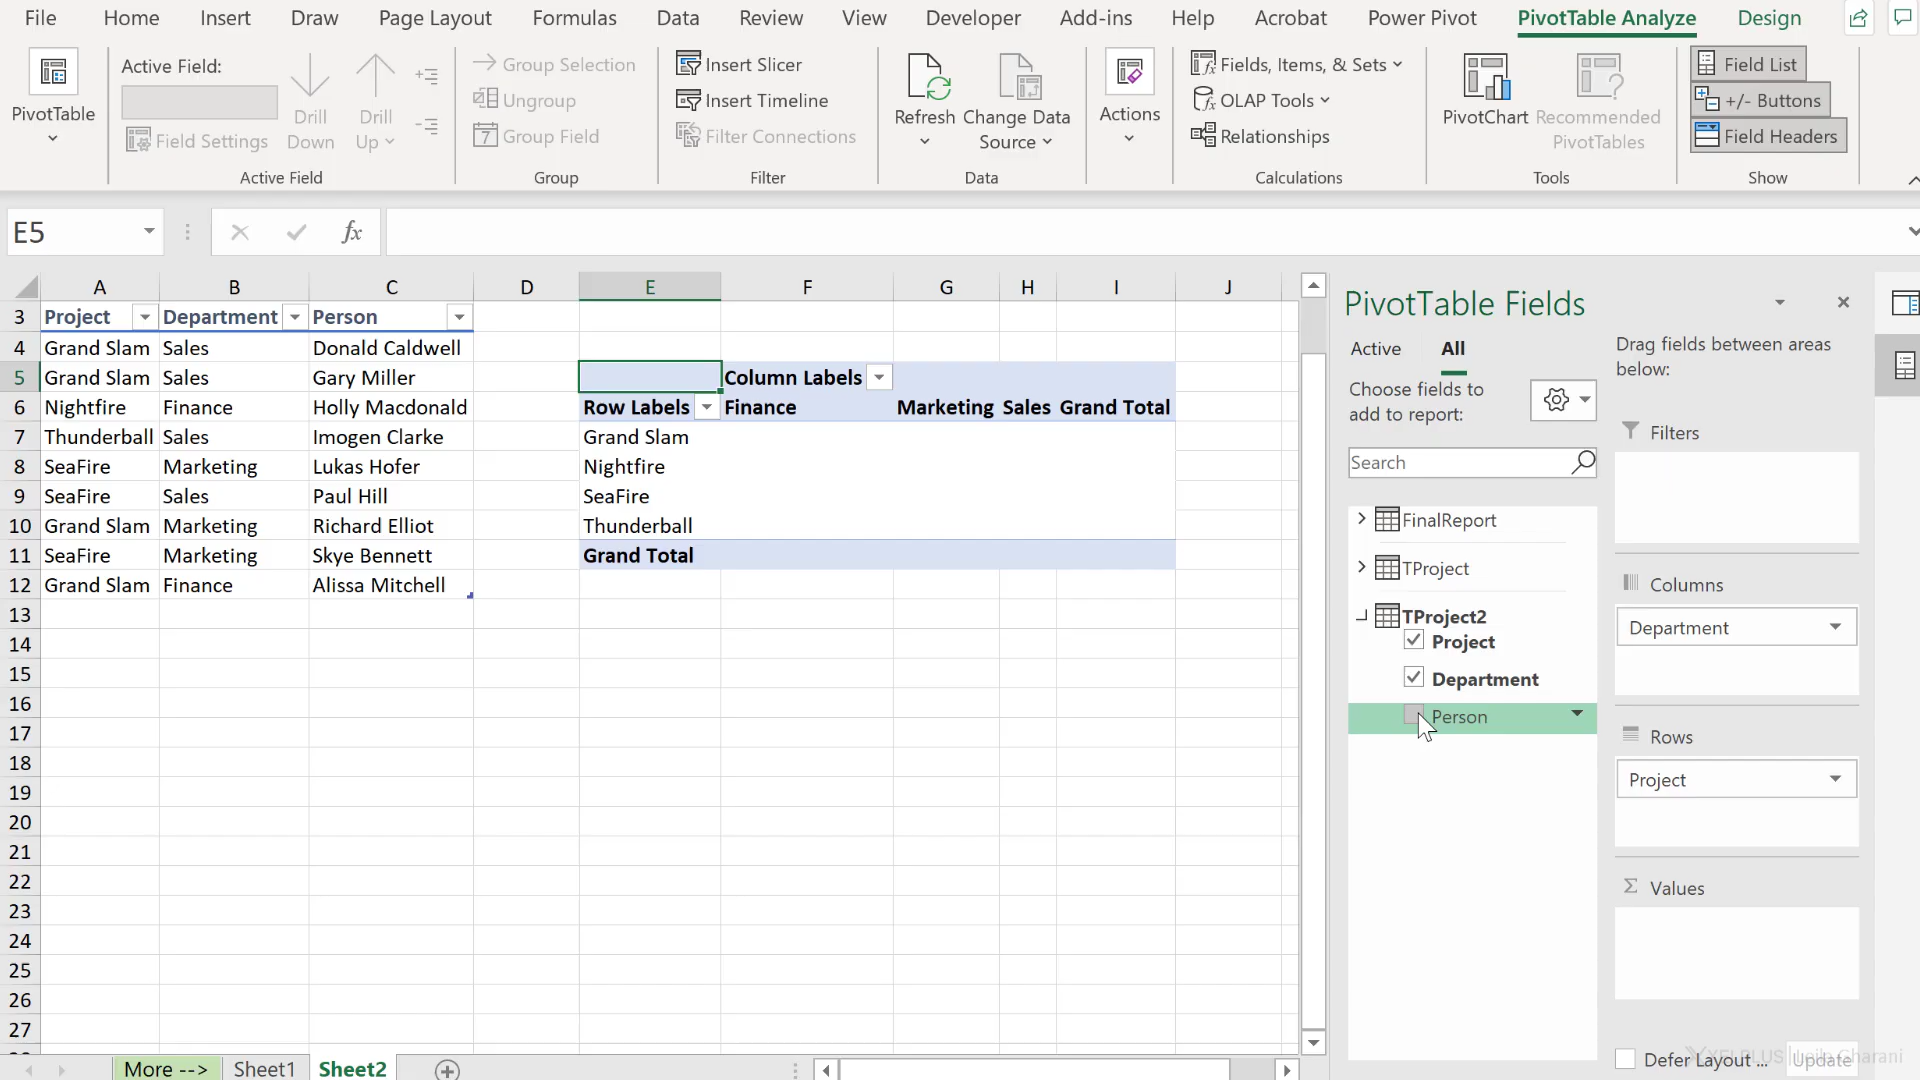 File Home Insert Draw Page Layout Formulas Data Review View Developer Add-ins Help Acrobat Power Pivot PivotTable Analyze Design
PivotTable
Active Field:
Field Settings
Drill Down
Drill Up
Active Field
Group Selection
Ungroup
7 Group Field
Group
Insert Slicer
Insert Timeline
Filter Connections
Filter
Refresh
Change Data Source
Data
Actions
Fields, Items, & Sets
OLAP Tools
Relationships
Calculations
PivotChart
Recommended PivotTables
Tools
Field List
+/- Buttons
Field Headers
Show
E5 fx
A B C D E F G H I J
3 Project Department Person
4 Grand Slam Sales Donald Caldwell
5 Grand Slam Sales Gary Miller Column Labels
6 Nightfire Finance Holly Macdonald Row Labels Finance Marketing Sales Grand Total
7 Thunderball Sales Imogen Clarke Grand Slam
8 SeaFire Marketing Lukas Hofer Nightfire
9 SeaFire Sales Paul Hill SeaFire
10 Grand Slam Marketing Richard Elliot Thunderball
11 SeaFire Marketing Skye Bennett Grand Total
12 Grand Slam Finance Alissa Mitchell
13
14
15
16
17
18
19
20
21
22
23
24
25
26
27
More --> Sheet1 Sheet2
PivotTable Fields
Active All
Choose fields to
add to report:
Search
FinalReport
TProject
TProject2
Project
Department
Person
Drag fields between areas
below:
Filters
Columns
Department
Rows
Project
Σ Values
Defer Layout ... Update
XELPLUS Leila Gharani